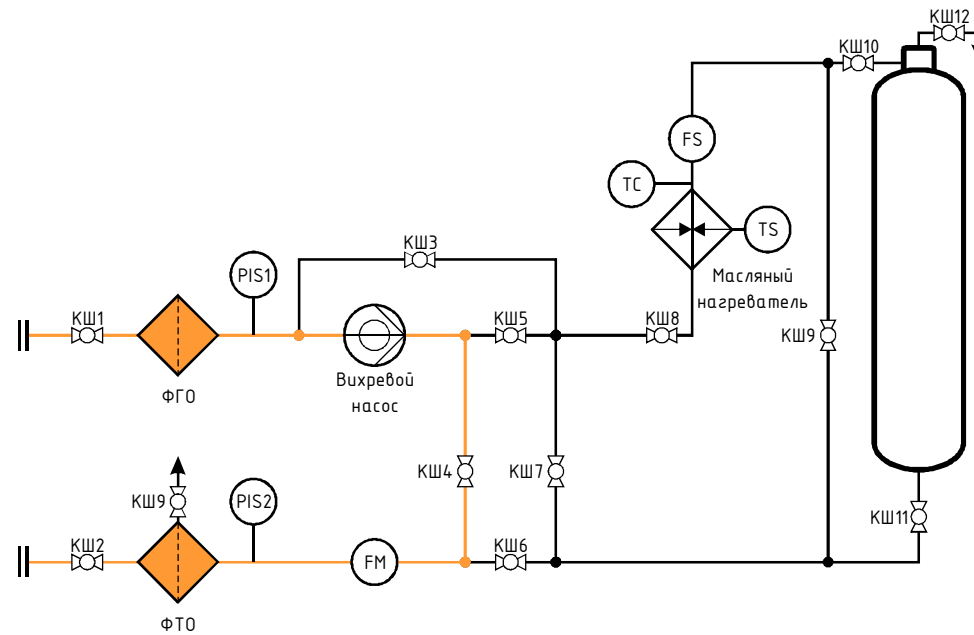 КШ12
КШ10
FS
TC
TS
КШ3
PIS1
Масляный
нагреватель
КШ1
КШ5
КШ8
КШ9
Вихревой
насос
ФГО
КШ9
PIS2
КШ4
КШ7
КШ11
КШ2
FM
КШ6
ФТО